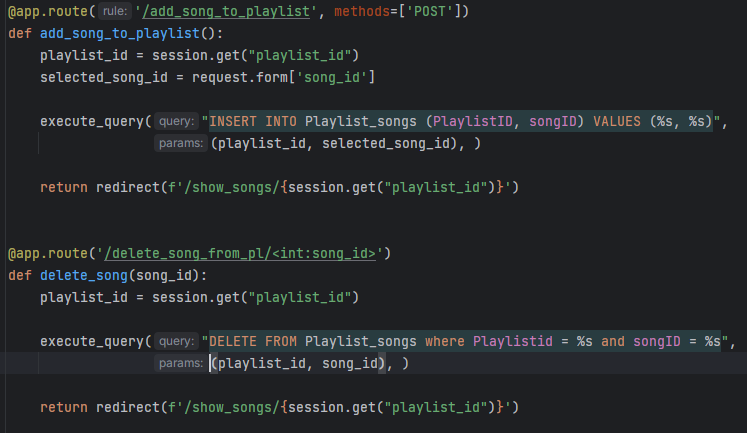 @app.route( rule: '/add_song_to_playlist', methods=['POST'])
def add_song_to_playlist():
    playlist_id = session.get("playlist_id")
    selected_song_id = request.form['song_id']
    execute_query( query: "INSERT INTO Playlist_songs (PlaylistID, songID) VALUES (%s, %s)",
                   params: (playlist_id, selected_song_id), )
    return redirect(f'/show_songs/{session.get("playlist_id")}')
@app.route('/delete_song_from_pl/<int:song_id>')
def delete_song(song_id):
    playlist_id = session.get("playlist_id")
    execute_query( query: "DELETE FROM Playlist_songs where Playlistid = %s and songID = %s",
                   params: (playlist_id, song_id), )
    return redirect(f'/show_songs/{session.get("playlist_id")}')